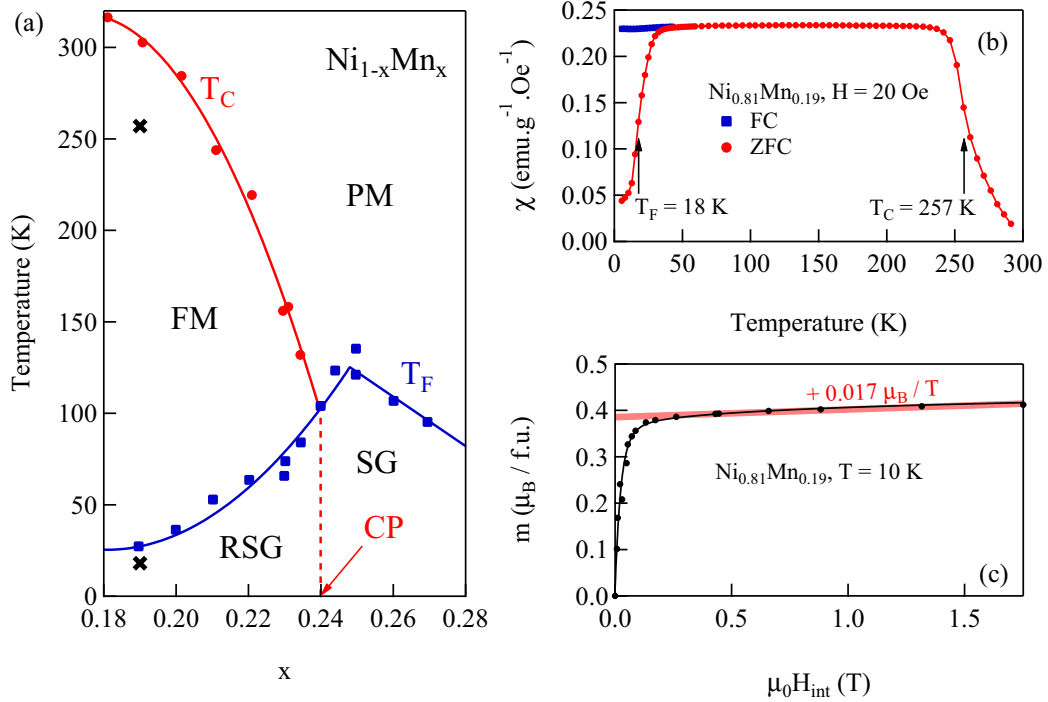 (a)
Ni1-xMnx
TC
PM
FM
TF
SG
CP
RSG
Temperature (K)
300
250
200
150
100
50
0
0.18
0.20
0.22
0.24
0.26
0.28
x
(b)
χ (emu.g-1 .Oe-1)
0.25
0.20
0.15
0.10
0.05
0.00
Ni0.81Mn0.19, H = 20 Oe
FC
ZFC
TF = 18 K
TC = 257 K
0
50
100
150
200
250
300
Temperature (K)
m (μB / f.u.)
0.5
0.4
0.3
0.2
0.1
0.0
+ 0.017 μB / T
Ni0.81Mn0.19, T = 10 K
(c)
0.0
0.5
1.0
1.5
μ0Hint (T)